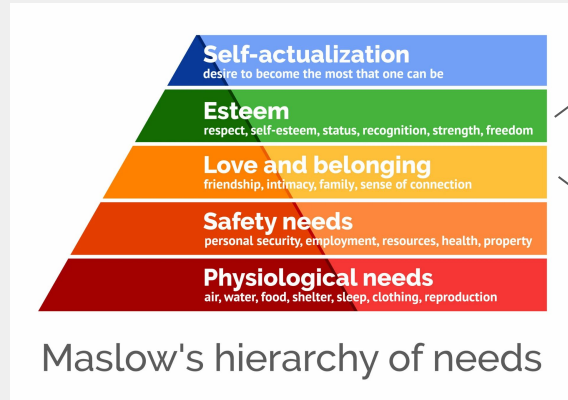 Self-actualization
desire to become the most that one can be
Esteem
respect, self-esteem, status, recognition, strength, freedom
Love and belonging
friendship, intimacy, family, sense of connection
Safety needs
personal security, employment, resources, health, property
Physiological needs
air, water, food, shelter, sleep, clothing, reproduction
Maslow's hierarchy of needs